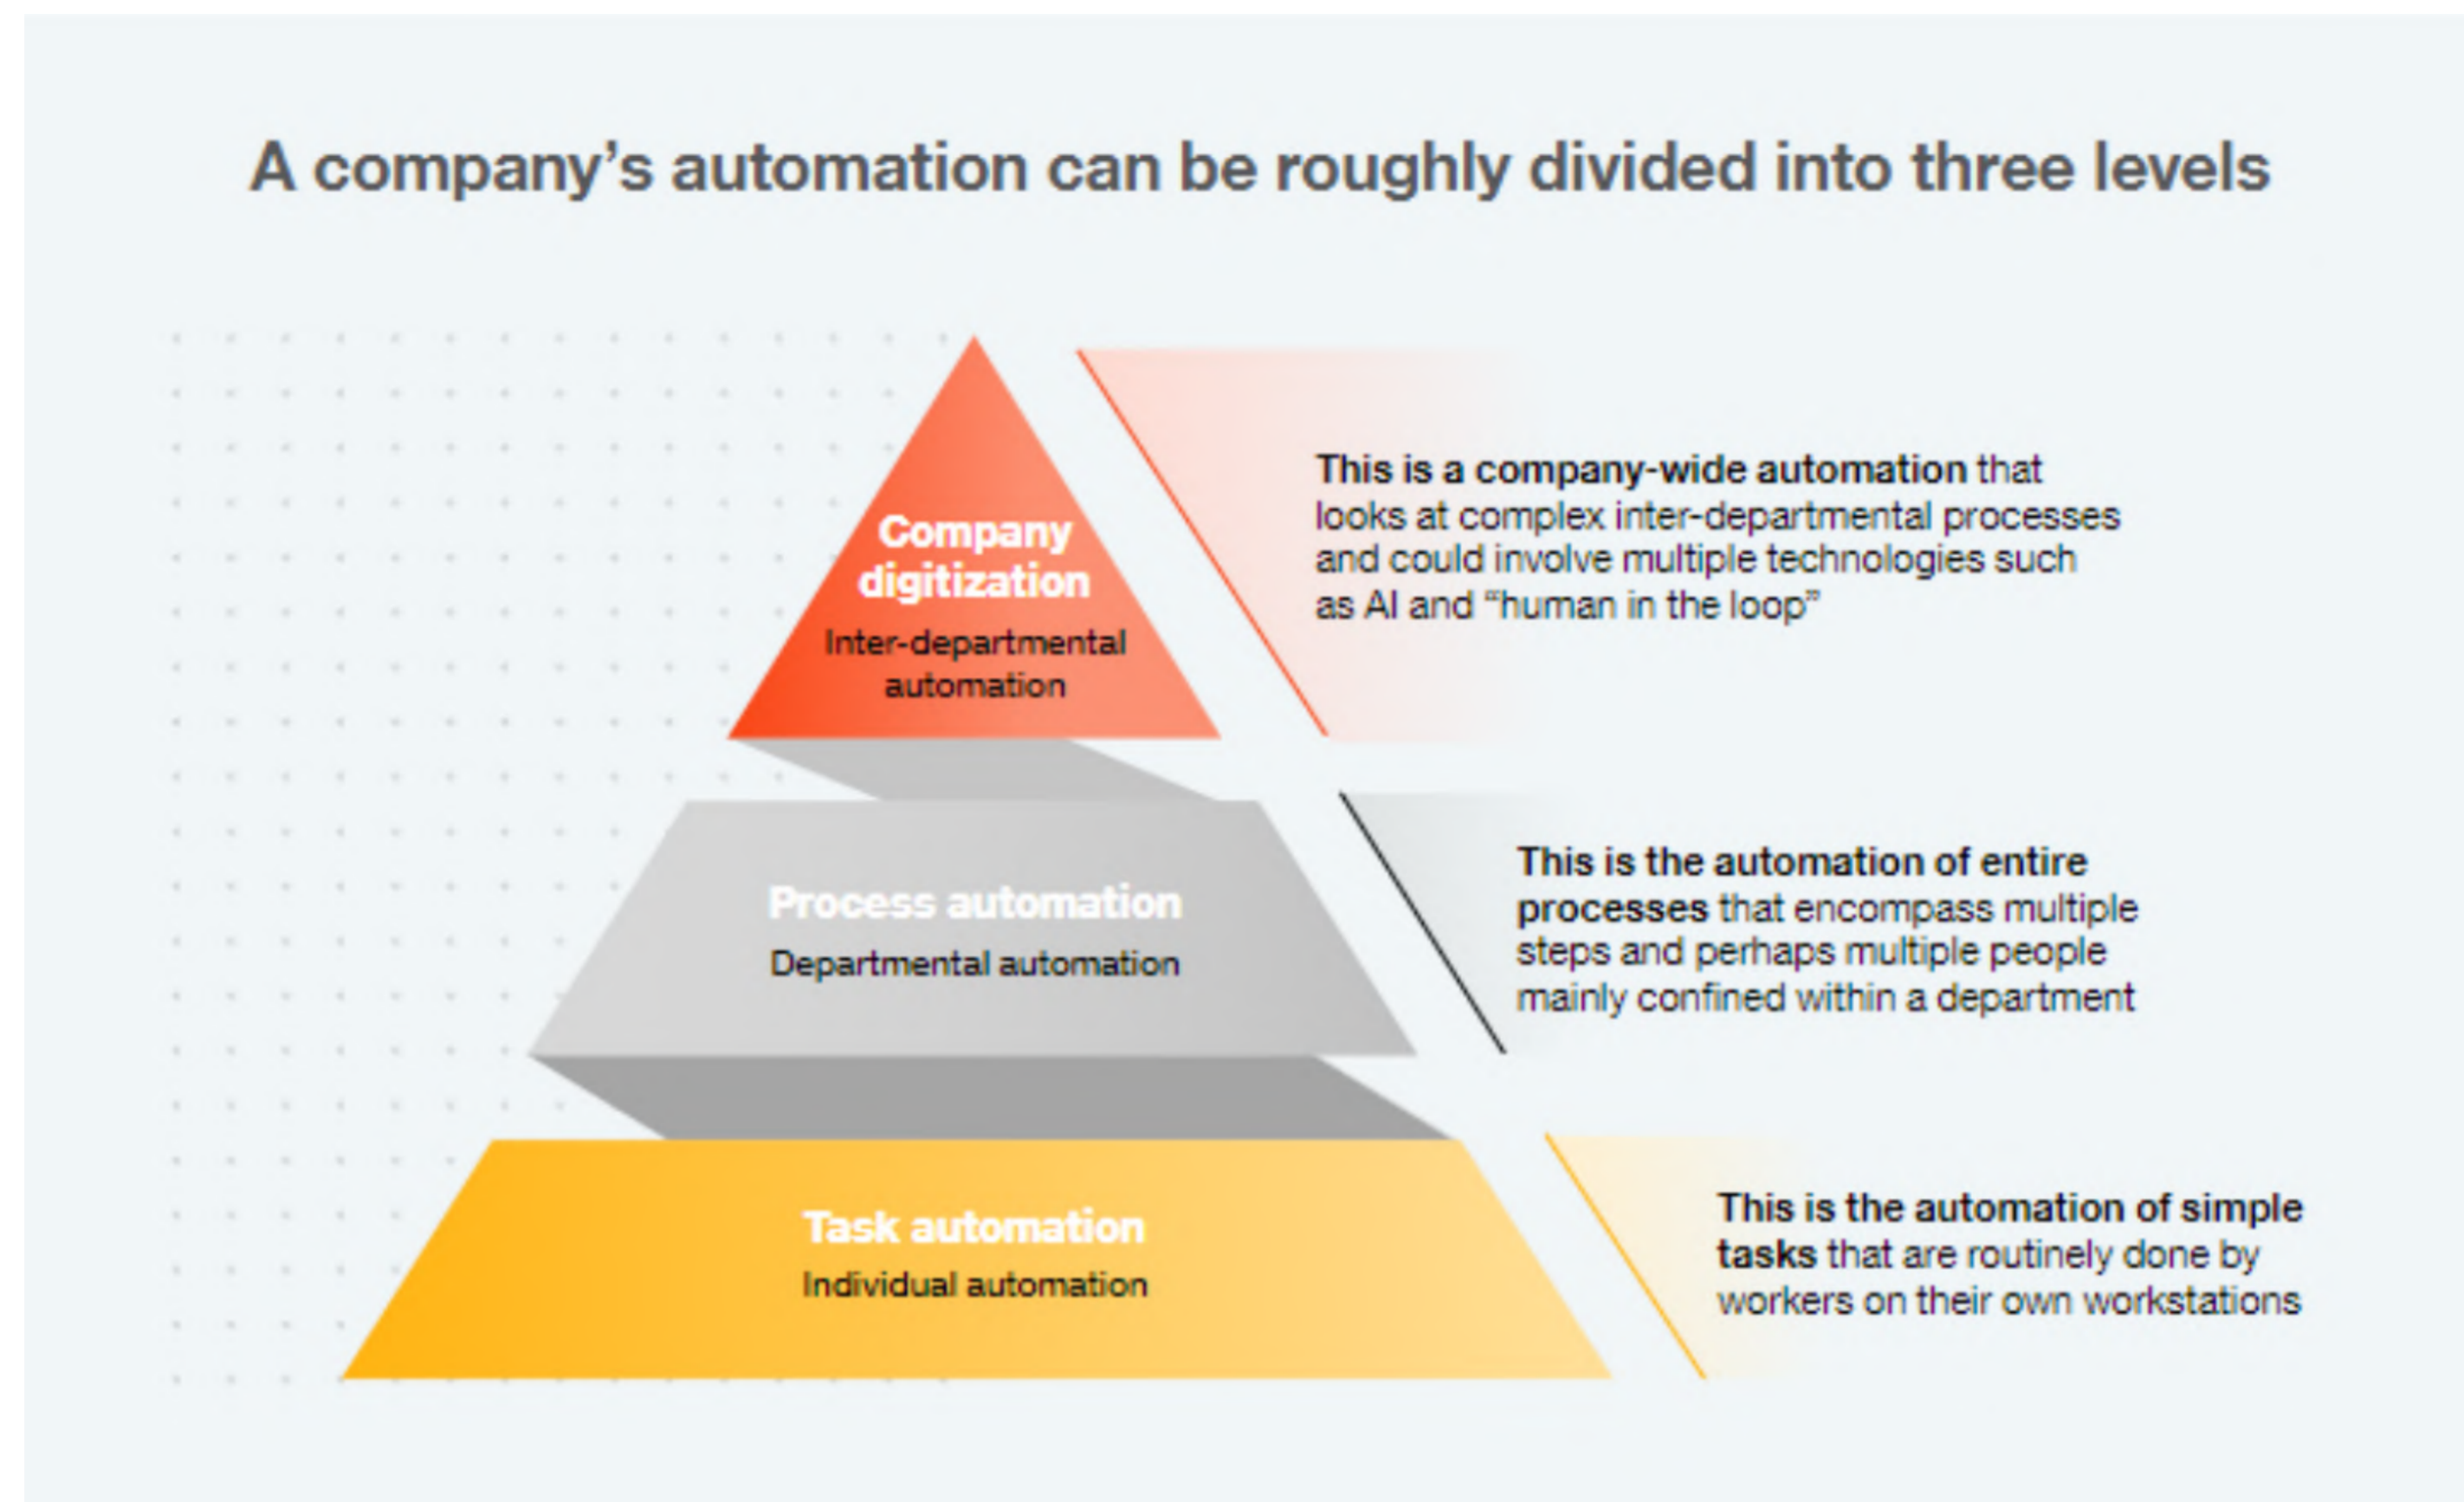 A company’s automation can be roughly divided into three levels
Company
digitization
Inter-departmental
automation
This is a company-wide automation that
looks at complex inter-departmental processes
and could involve multiple technologies such
as AI and “human in the loop”
Process automation
Departmental automation
This is the automation of entire
processes that encompass multiple
steps and perhaps multiple people
mainly confined within a department
Task automation
Individual automation
This is the automation of simple
tasks that are routinely done by
workers on their own workstations